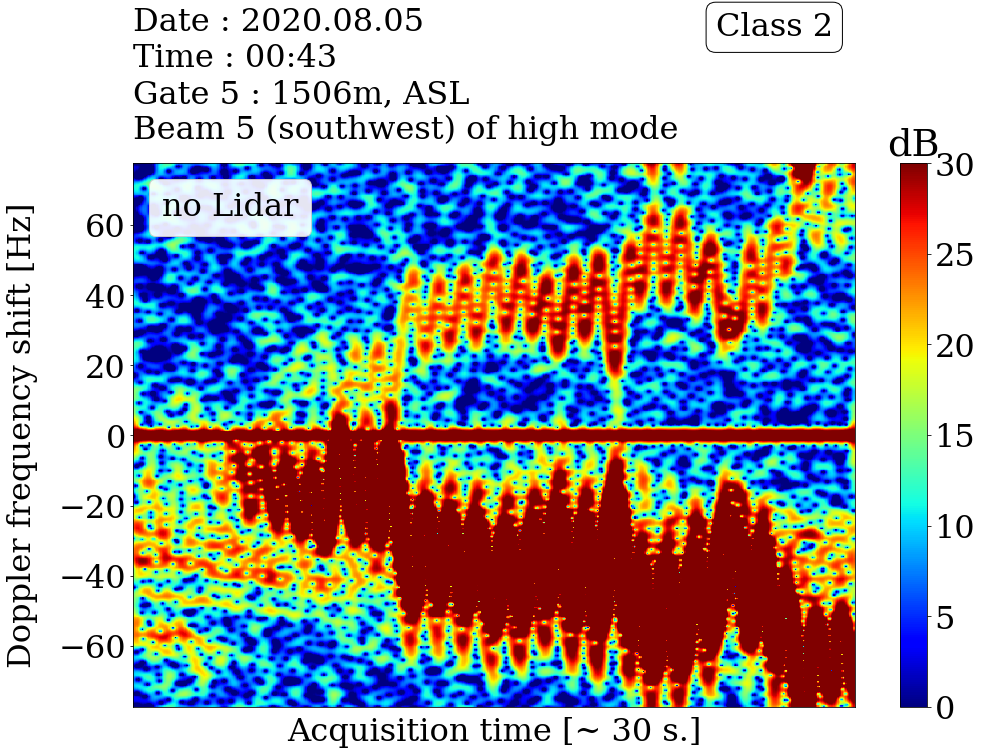 Date : 2020.08.05
Class 2
Time : 00:43
Gate 5 : 1506m, ASL
Beam 5 (southwest) of high mode
dB
no Lidar
Doppler frequency shift [Hz]
60
40
20
0
−20
−40
−60
30
25
20
15
10
5
0
Acquisition time [~ 30 s.]